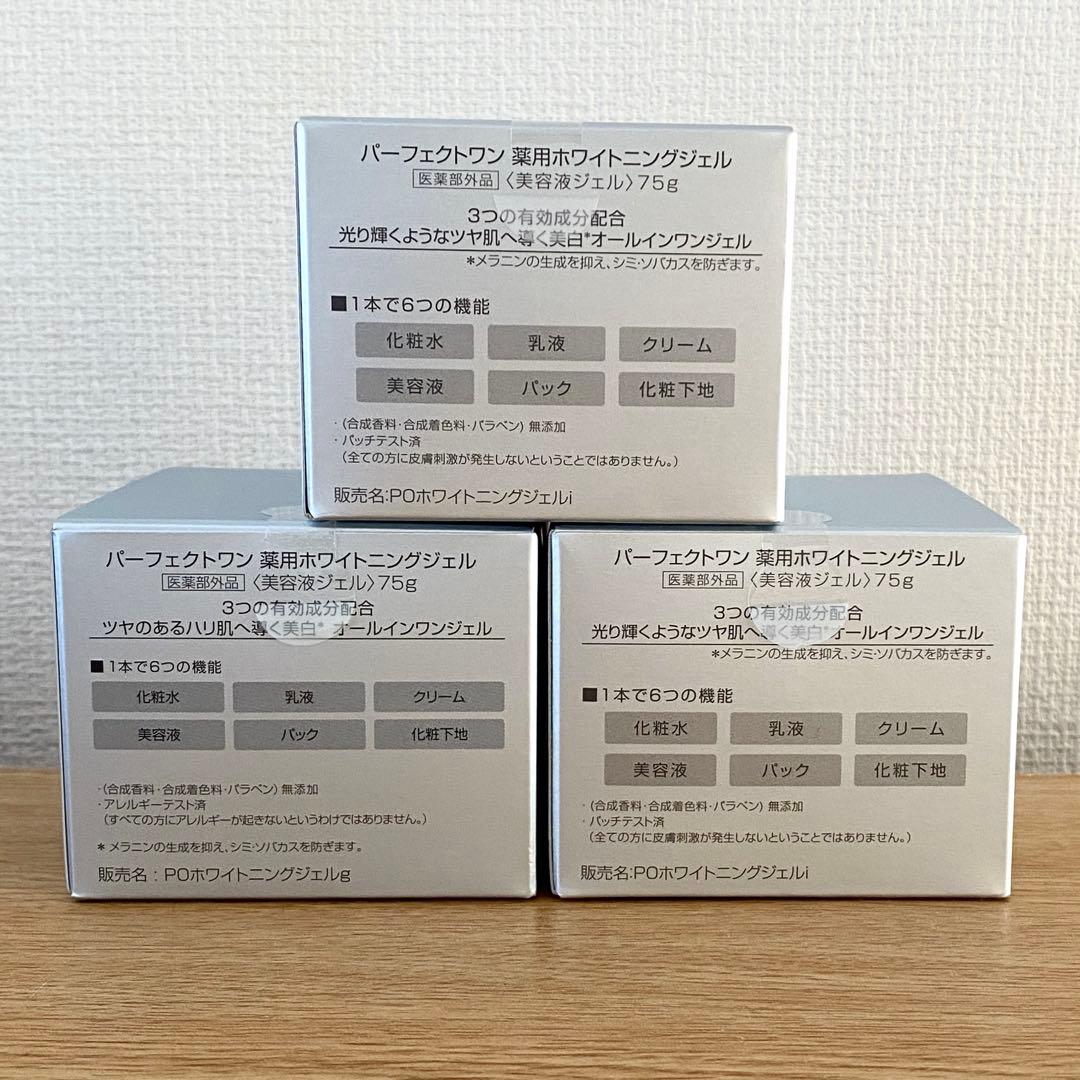 パーフェクトワン 薬用ホワイトニングジェル
医薬部外品 〈美容液ジェル〉75g
3つの有効成分配合
光り輝くようなツヤ肌へ導く美白*オールインワンジェル
*メラニンの生成を抑え、シミ・ソバカスを防ぎます。
■1本で6つの機能
化粧水 乳液 クリーム
美容液 パック 化粧下地
・(合成香料・合成着色料・パラベン) 無添加
・パッチテスト済
(全ての方に皮膚刺激が発生しないということではありません。)
販売名:POホワイトニングジェルi
パーフェクトワン 薬用ホワイトニングジェル
医薬部外品 〈美容液ジェル〉75g
3つの有効成分配合
ツヤのあるハリ肌へ導く美白* オールインワンジェル
■1本で6つの機能
化粧水 乳液 クリーム
美容液 パック 化粧下地
・(合成香料・合成着色料・パラベン) 無添加
・アレルギーテスト済
(すべての方にアレルギーが起きないというわけではありません。)
* メラニンの生成を抑え、シミ・ソバカスを防ぎます。
販売名 : POホワイトニングジェルg
パーフェクトワン 薬用ホワイトニングジェル
医薬部外品 〈美容液ジェル〉75g
3つの有効成分配合
光り輝くようなツヤ肌へ導く美白*オールインワンジェル
*メラニンの生成を抑え、シミ・ソバカスを防ぎます。
■1本で6つの機能
化粧水 乳液 クリーム
美容液 パック 化粧下地
・(合成香料・合成着色料・パラベン) 無添加
・パッチテスト済
(全ての方に皮膚刺激が発生しないということではありません。)
販売名:POホワイトニングジェルi